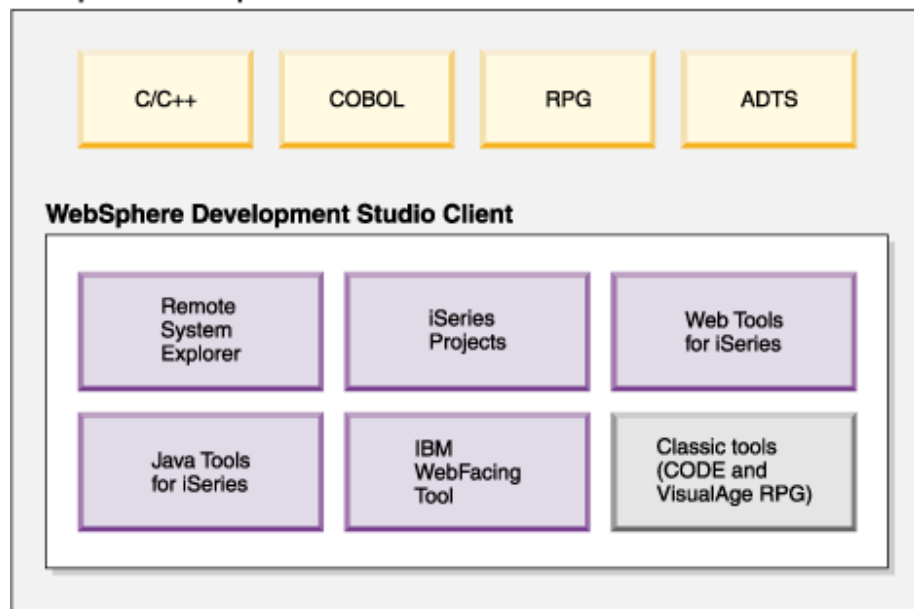 C/C++
COBOL
RPG
ADTS
WebSphere Development Studio Client
Remote
System
Explorer
iSeries
Projects
Web Tools
for iSeries
Java Tools
for iSeries
IBM
WebFacing
Tool
Classic tools
(CODE and
VisualAge RPG)